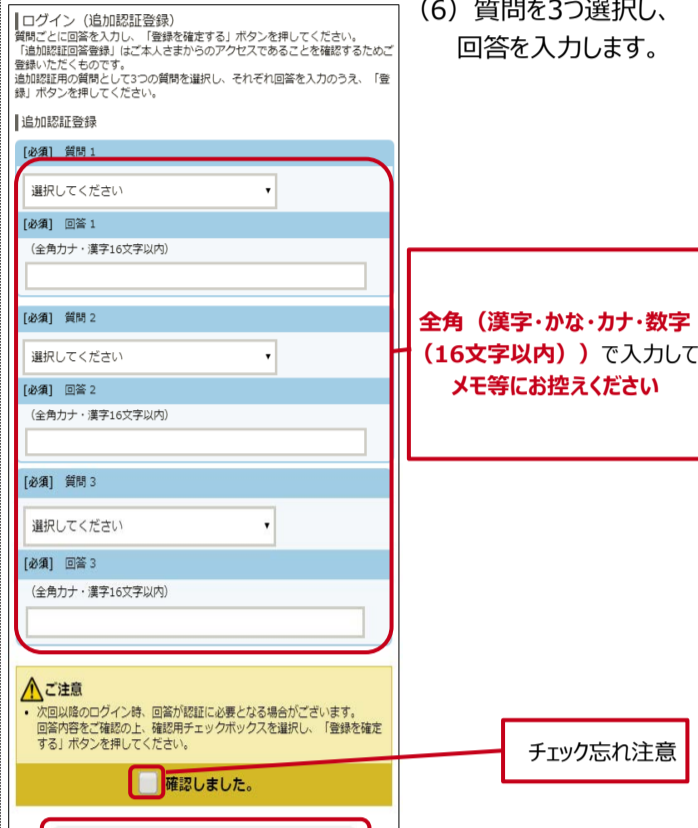 ログイン（追加認証登録）
質問ごとに回答を入力し、「登録を確定する」ボタンを押してください。
「追加認証回答登録」はご本人さまからのアクセスであることを確認するためご
登録いただくものです。
追加認証用の質問として3つの質問を選択し、それぞれ回答を入力のうえ、「登
録」ボタンを押してください。
追加認証登録
[必須] 質問 1
選択してください
[必須] 回答 1
（全角カナ・漢字16文字以内）
[必須] 質問 2
選択してください
[必須] 回答 2
（全角カナ・漢字16文字以内）
[必須] 質問 3
選択してください
[必須] 回答 3
（全角カナ・漢字16文字以内）
ご注意
• 次回以降のログイン時、回答が認証に必要となる場合がございます。
回答内容をご確認の上、確認用チェックボックスを選択し、「登録を確定
する」ボタンを押してください。
確認しました。
（6）質問を3つ選択し、
回答を入力します。
全角（漢字・かな・カナ・数字
（16文字以内））で入力して
メモ等にお控えください
チェック忘れ注意